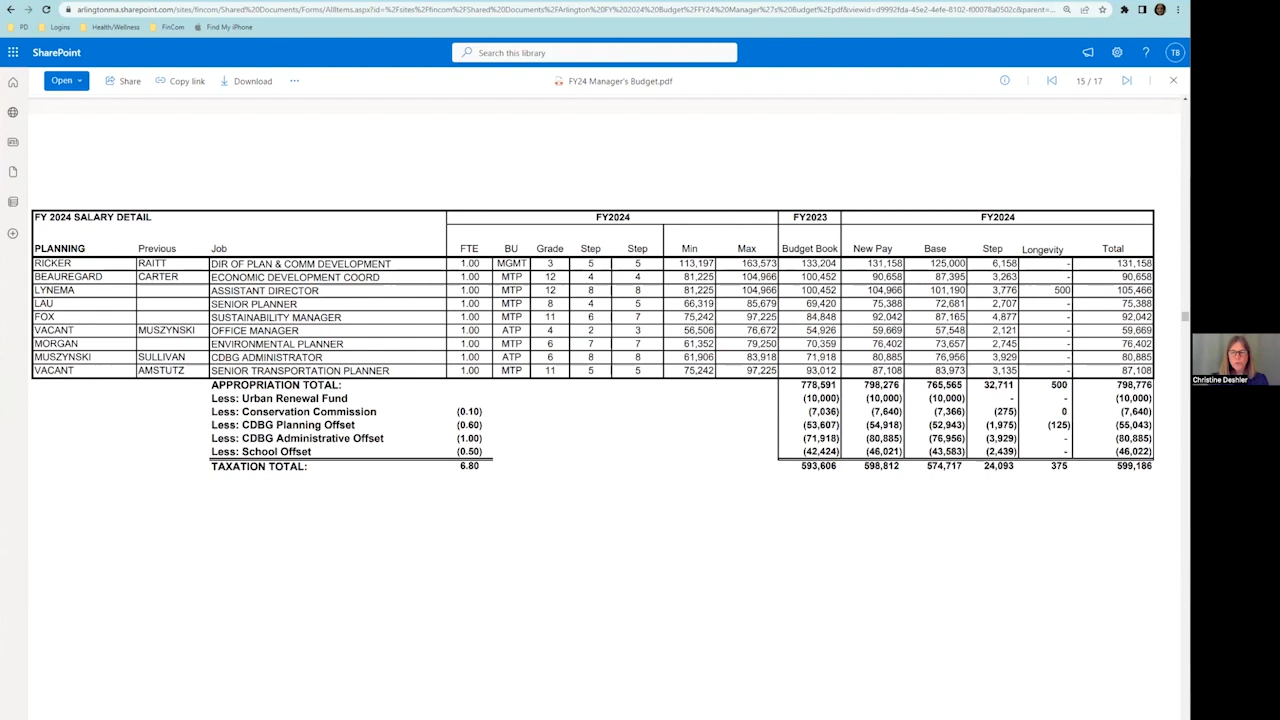 arlingtonma.sharepoint.com/sites/fincom/Shared%20Documents/Forms/AllItems.aspx?id=%2Fsites%2Ffincom%2FShared%20Documents%2FArlington%20FY%202024%20Budget%2FFY24%20Manager%27s%20Budget%2Epdf&viewid=d9992fda-45e2-4efe-8102-f00078a0502c&parent=...
PD Logins Health/Wellness FinCom Find My iPhone
SharePoint Search this library ? TB
Open Share Copy link Download ... FY24 Manager's Budget.pdf 15 / 17
FY 2024 SALARY DETAIL FY2024 FY2023 FY2024
PLANNING Previous Job FTE BU Grade Step Step Min Max Budget Book New Pay Base Step Longevity Total
RICKER RAITT DIR OF PLAN & COMM DEVELOPMENT 1.00 MGMT 3 5 5 113,197 163,573 133,204 131,158 125,000 6,158 - 131,158
BEAUREGARD CARTER ECONOMIC DEVELOPMENT COORD 1.00 MTP 12 4 4 81,225 104,966 100,452 90,658 87,395 3,263 - 90,658
LYNEMA ASSISTANT DIRECTOR 1.00 MTP 12 8 8 81,225 104,966 100,452 104,966 101,190 3,776 500 105,466
LAU SENIOR PLANNER 1.00 MTP 8 4 5 66,319 85,679 69,420 75,388 72,681 2,707 - 75,388
FOX SUSTAINABILITY MANAGER 1.00 MTP 11 6 7 75,242 97,225 84,848 92,042 87,165 4,877 - 92,042
VACANT MUSZYNSKI OFFICE MANAGER 1.00 ATP 4 2 3 56,506 76,672 54,926 59,669 57,548 2,121 - 59,669
MORGAN ENVIRONMENTAL PLANNER 1.00 MTP 6 7 7 61,352 79,250 70,359 76,402 73,657 2,745 - 76,402
MUSZYNSKI SULLIVAN CDBG ADMINISTRATOR 1.00 ATP 6 8 8 61,906 83,918 71,918 80,885 76,956 3,929 - 80,885
VACANT AMSTUTZ SENIOR TRANSPORTATION PLANNER 1.00 MTP 11 5 5 75,242 97,225 93,012 87,108 83,973 3,135 - 87,108
APPROPRIATION TOTAL: 778,591 798,276 765,565 32,711 500 798,776
Less: Urban Renewal Fund (10,000) (10,000) (10,000) - - (10,000)
Less: Conservation Commission (0.10) (7,036) (7,640) (7,366) (275) 0 (7,640)
Less: CDBG Planning Offset (0.60) (53,607) (54,918) (52,943) (1,975) (125) (55,043)
Less: CDBG Administrative Offset (1.00) (71,918) (80,885) (76,956) (3,929) - (80,885)
Less: School Offset (0.50) (42,424) (46,021) (43,583) (2,439) - (46,022)
TAXATION TOTAL: 6.80 593,606 598,812 574,717 24,093 375 599,186
Christine Deshler